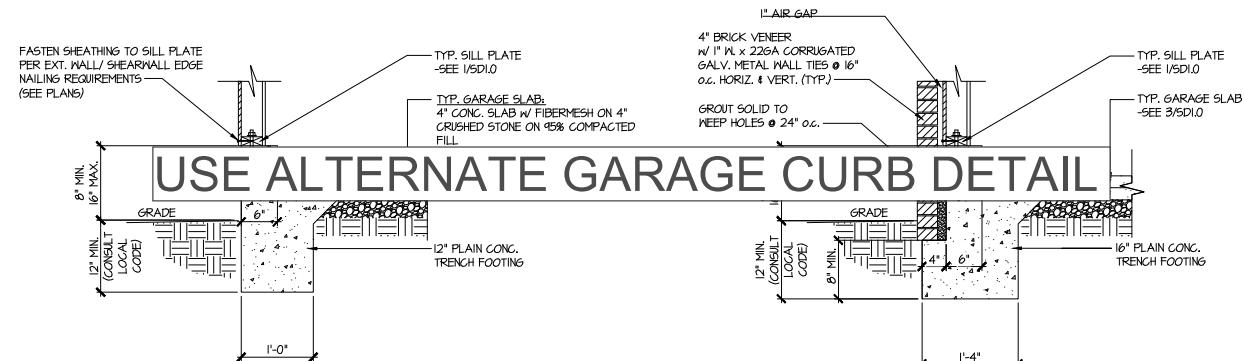 FASTEN SHEATHING TO SILL PLATE
PER EXT. WALL/ SHEARWALL EDGE
NAILING REQUIREMENTS
(SEE PLANS)
TYP. SILL PLATE
-SEE 1/SD1.0
TYP. GARAGE SLAB:
4" CONC. SLAB W/ FIBERMESH ON 4"
CRUSHED STONE ON 95% COMPACTED
FILL
8" MIN.
16" MAX.
GRADE
6"
12" MIN.
(CONSULT
LOCAL
CODE)
12" PLAIN CONC.
TRENCH FOOTING
1'-0"
USE ALTERNATE GARAGE CURB DETAIL
1" AIR GAP
4" BRICK VENEER
W/ 1" W. x 22GA CORRUGATED
GALV. METAL WALL TIES @ 16"
O.C. HORIZ. & VERT. (TYP.)
GROUT SOLID TO
WEEP HOLES @ 24" O.C.
TYP. SILL PLATE
-SEE 1/SD1.0
TYP. GARAGE SLAB
-SEE 3/SD1.0
GRADE
4"
6"
12" MIN.
(CONSULT
LOCAL
CODE)
8" MIN.
16" PLAIN CONC.
TRENCH FOOTING
1'-4"